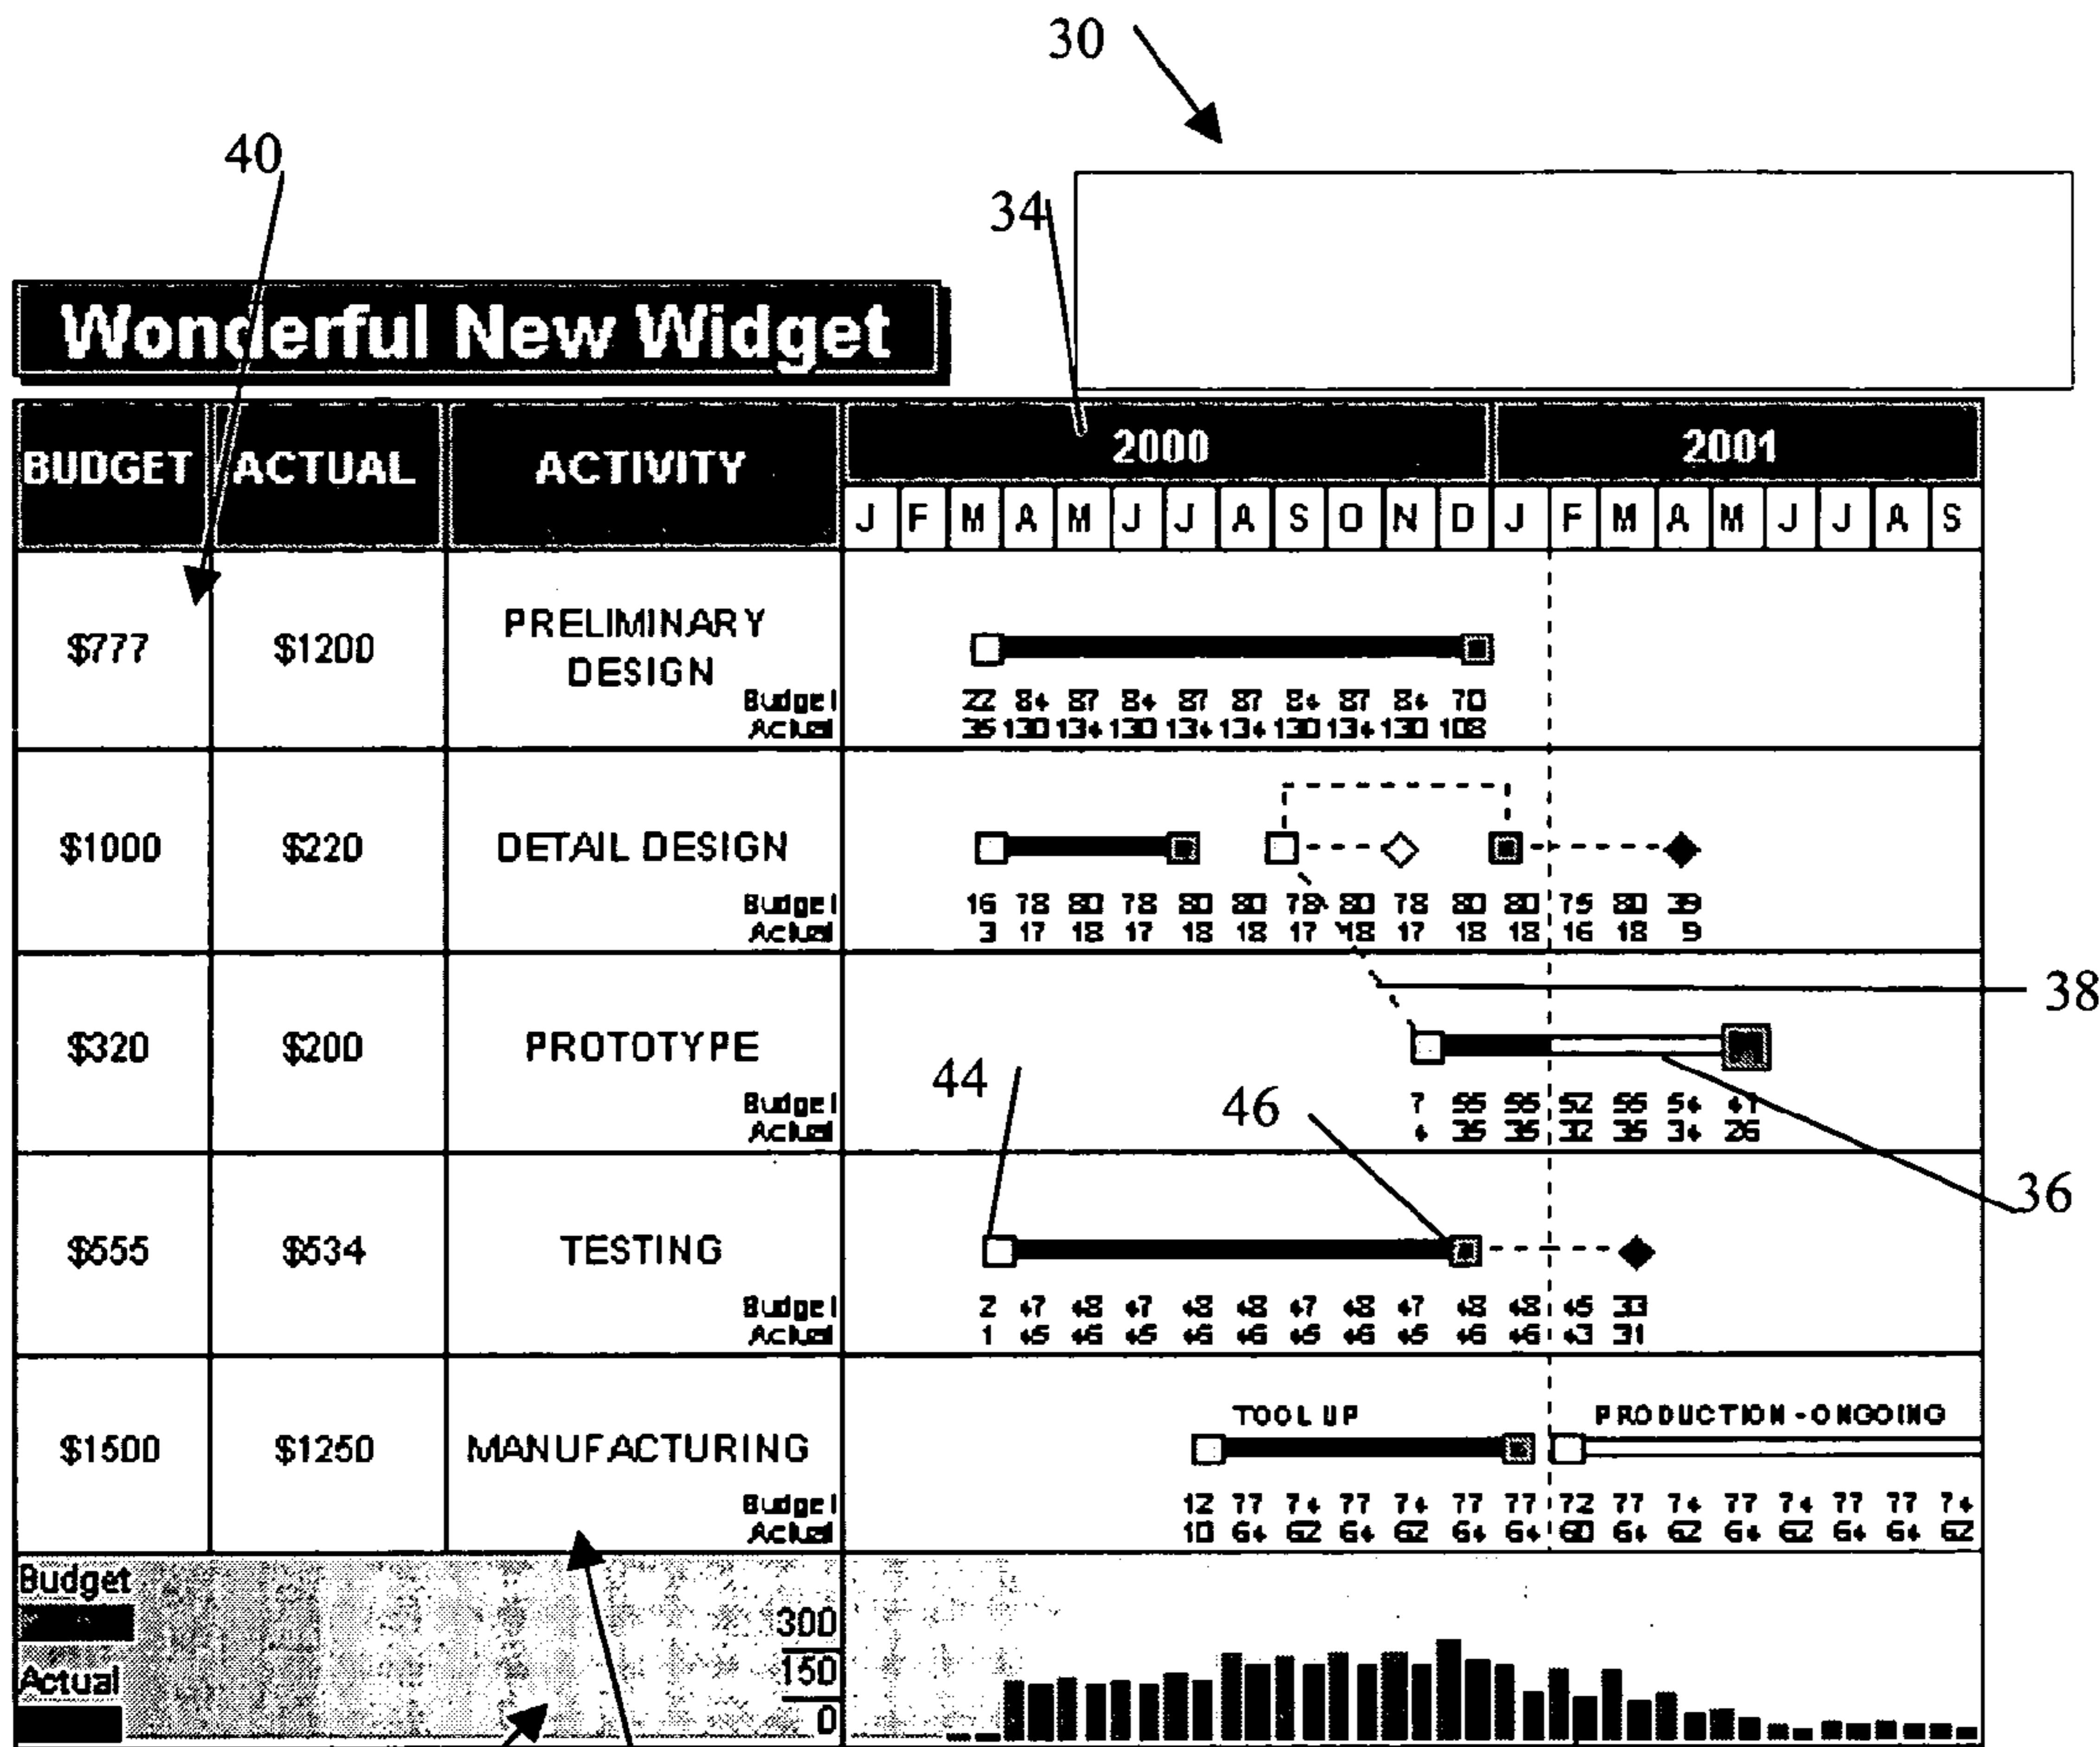 30
40
34
Wonderful New Widget
BUDGET ACTUAL ACTIVITY 2000 2001
J F M A M J J A S O N D J F M A M J J A S
$777 $1200 PRELIMINARY DESIGN
Budget 22 84 87 84 87 87 84 87 84 70
Actual 35 130 134 130 134 134 130 134 130 108
$1000 $220 DETAIL DESIGN
Budget 16 78 80 78 80 80 78 80 78 80 80 75 80 39
Actual 3 17 18 17 18 18 17 18 17 18 18 16 18 9
38
$320 $200 PROTOTYPE
44
46
Budget 7 55 55 52 55 54 41
Actual 4 35 35 32 35 34 26
36
$555 $534 TESTING
Budget 2 47 48 47 48 48 47 48 47 48 48 45 33
Actual 1 45 46 45 46 46 45 46 45 46 46 43 31
TOOL UP PRODUCTION - ONGOING
$1500 $1250 MANUFACTURING
Budget 12 77 74 77 74 77 77 72 77 74 77 74 77 77 74
Actual 10 64 62 64 62 64 64 60 64 62 64 62 64 64 62
Budget
300
Actual
150
0